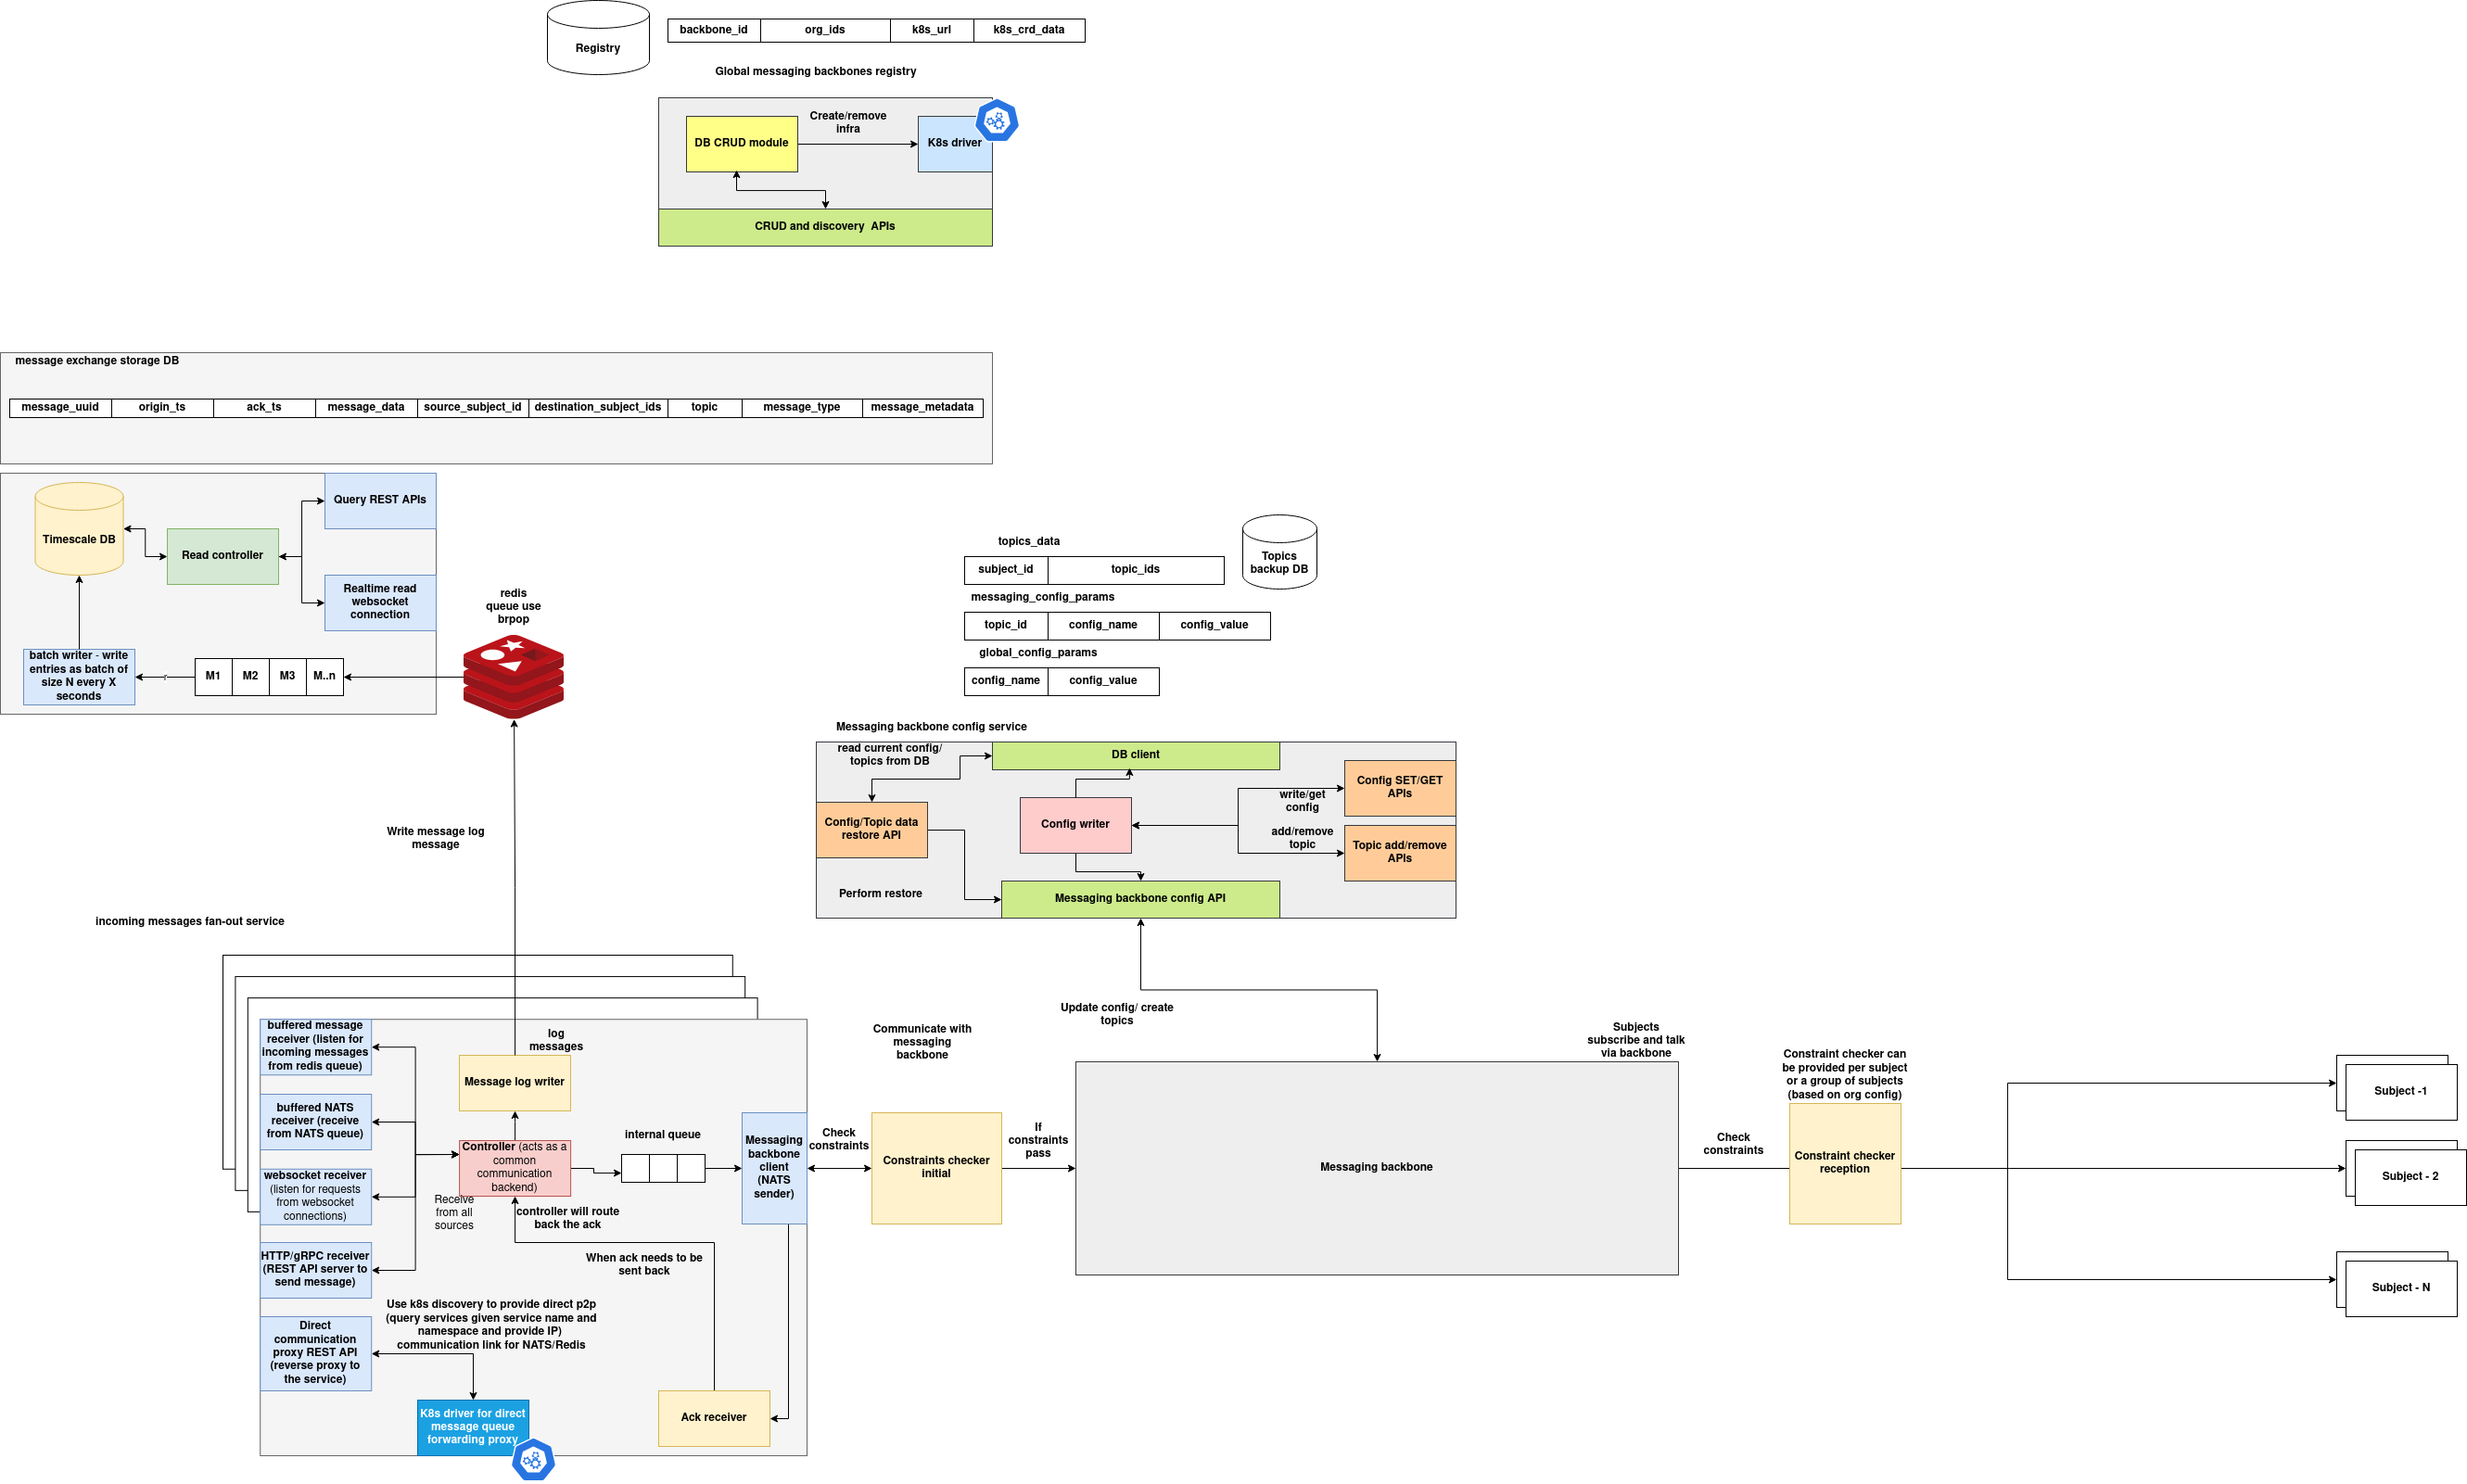 Registry
backbone_id
org_ids
k8s_url
k8s_crd_data
Global messaging backbones registry
DB CRUD module
Create/remove
infra
K8s driver
CRUD and discovery  APIs
message exchange storage DB
message_uuid
origin_ts
ack_ts
message_data
source_subject_id
destination_subject_ids
topic
message_type
message_metadata
Timescale DB
Read controller
Query REST APIs
Realtime read
websocket
connection
batch writer - write
entries as batch of
size N every X
seconds
r
M1
M2
M3
M..n
redis
queue use
brpop
topics_data
subject_id
topic_ids
Topics
backup DB
messaging_config_params
topic_id
config_name
config_value
global_config_params
config_name
config_value
Messaging backbone config service
read current config/
topics from DB
DB client
Config/Topic data
restore API
Config writer
write/get
config
add/remove
topic
Config SET/GET
APIs
Topic add/remove
APIs
Perform restore
Messaging backbone config API
Write message log
message
incoming messages fan-out service
buffered message
receiver (listen for
incoming messages
from redis queue)
buffered NATS
receiver (receive
from NATS queue)
websocket receiver
(listen for requests
from websocket
connections)
HTTP/gRPC receiver
(REST API server to
send message)
Direct
communication
proxy REST API
(reverse proxy to
the service)
log
messages
Message log writer
Controller (acts as a
common
communication
backend)
Receive
from all
sources
controller will route
back the ack
internal queue
Messaging
backbone
client
(NATS
sender)
When ack needs to be
sent back
Use k8s discovery to provide direct p2p
(query services given service name and
namespace and provide IP)
communication link for NATS/Redis
K8s driver for direct
message queue
forwarding proxy
Ack receiver
Check
constraints
Communicate with
messaging
backbone
Constraints checker
initial
If
constraints
pass
Update config/ create
topics
Messaging backbone
Subjects
subscribe and talk
via backbone
Check
constraints
Constraint checker can
be provided per subject
or a group of subjects
(based on org config)
Constraint checker
reception
Subject -1
Subject - 2
Subject - N